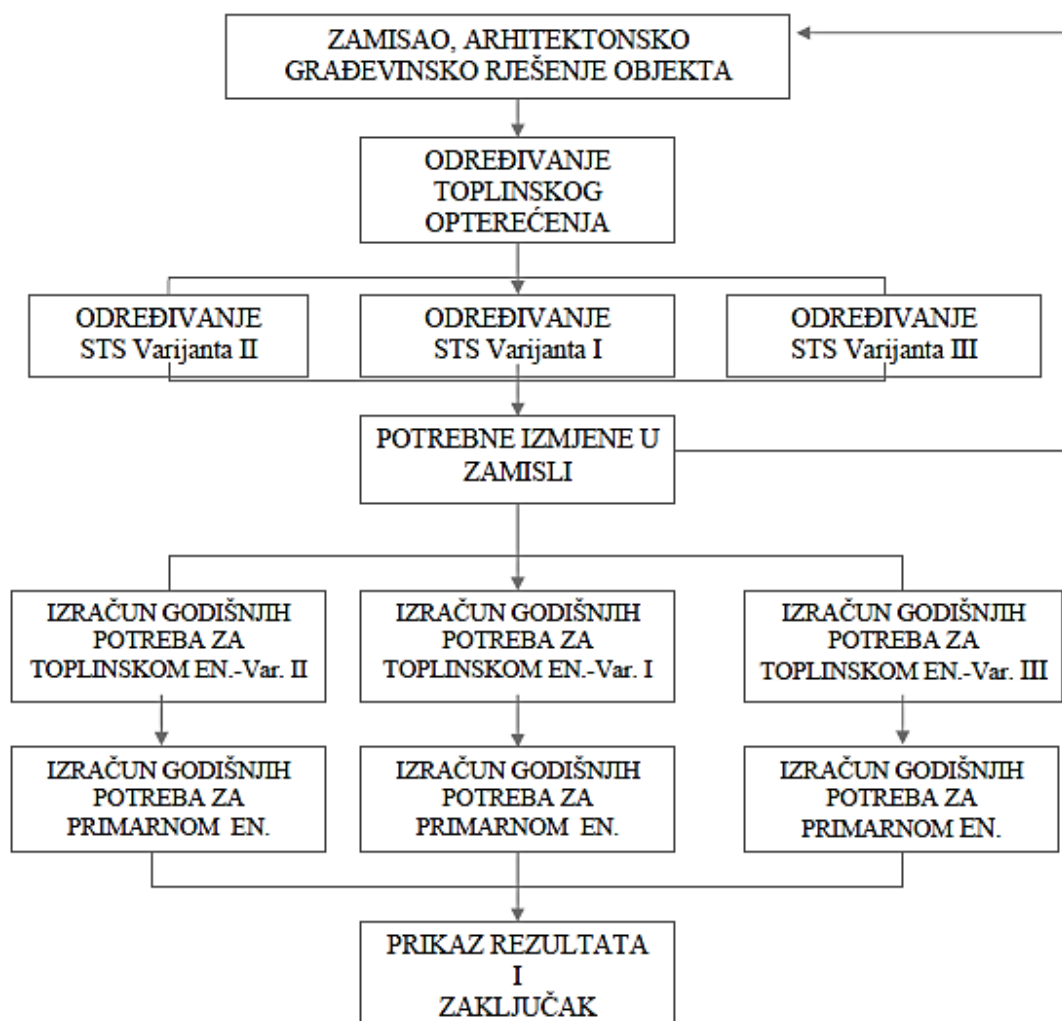 ZAMISAO, ARHITEKTONSKO
GRAĐEVINSKO RJEŠENJE OBJEKTA
ODREĐIVANJE
TOPLINSKOG
OPTEREĆENJA
ODREĐIVANJE
STS Varijanta II
ODREĐIVANJE
STS Varijanta I
ODREĐIVANJE
STS Varijanta III
POTREBNE IZMJENE U
ZAMISLI
IZRAČUN GODIŠNJIH
POTREBA ZA
TOPLINSKOM EN.-Var. II
IZRAČUN GODIŠNJIH
POTREBA ZA
TOPLINSKOM EN.-Var. I
IZRAČUN GODIŠNJIH
POTREBA ZA
TOPLINSKOM EN.-Var. III
IZRAČUN GODIŠNJIH
POTREBA ZA
PRIMARNOM EN.
IZRAČUN GODIŠNJIH
POTREBA ZA
PRIMARNOM EN.
IZRAČUN GODIŠNJIH
POTREBA ZA
PRIMARNOM EN.
PRIKAZ REZULTATA
I
ZAKLJUČAK